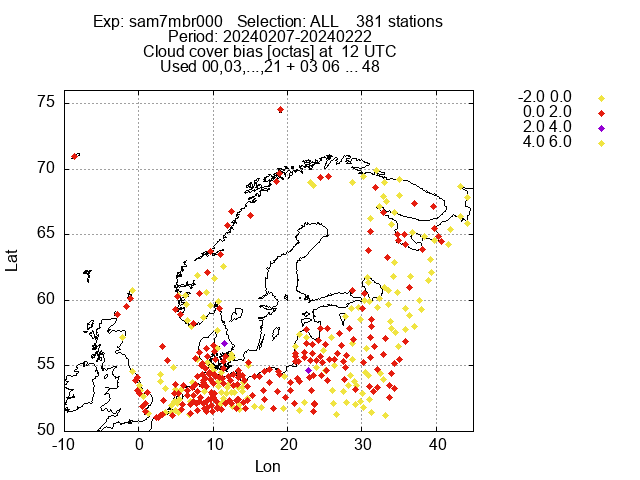 Exp: sam7mbr000 Selection: ALL 381 stations
Period: 20240207-20240222
Cloud cover bias [octas] at 12 UTC
Used 00,03,...,21 + 03 06 ... 48
-2.0 0.0
0.0 2.0
2.0 4.0
4.0 6.0
75
70
65
60
55
50
Lat
-10 0 10 20 30 40
Lon